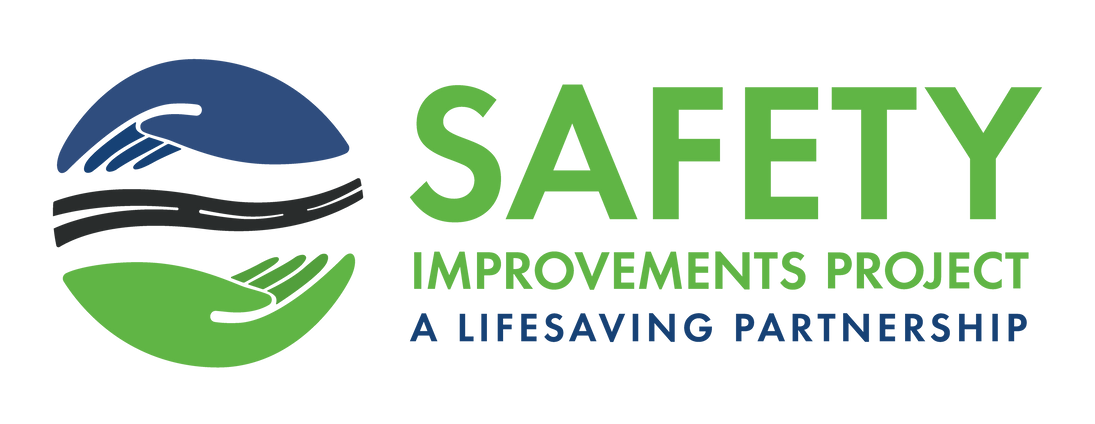 SAFETY
IMPROVEMENTS PROJECT
A LIFESAVING PARTNERSHIP